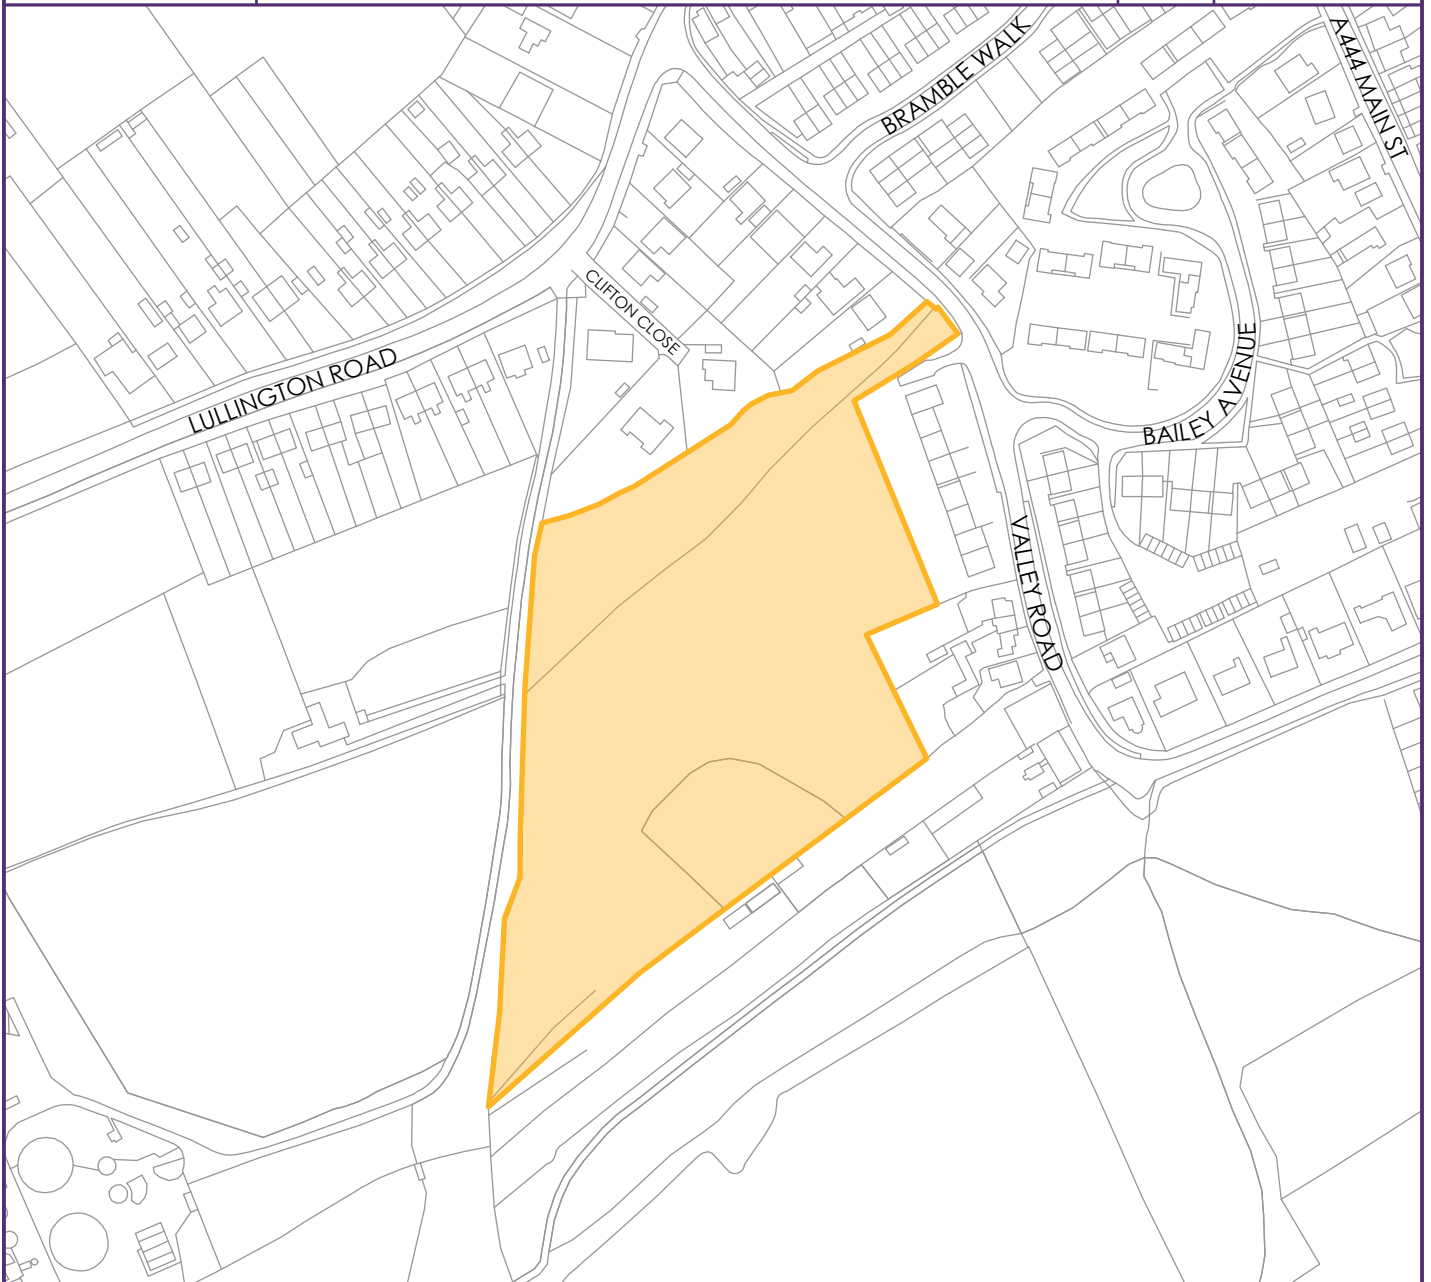 BRAMBLE WALK
A444 MAIN ST
CLIFTON CLOSE
LULLINGTON ROAD
BAILEY AVENUE
VALLEY ROAD